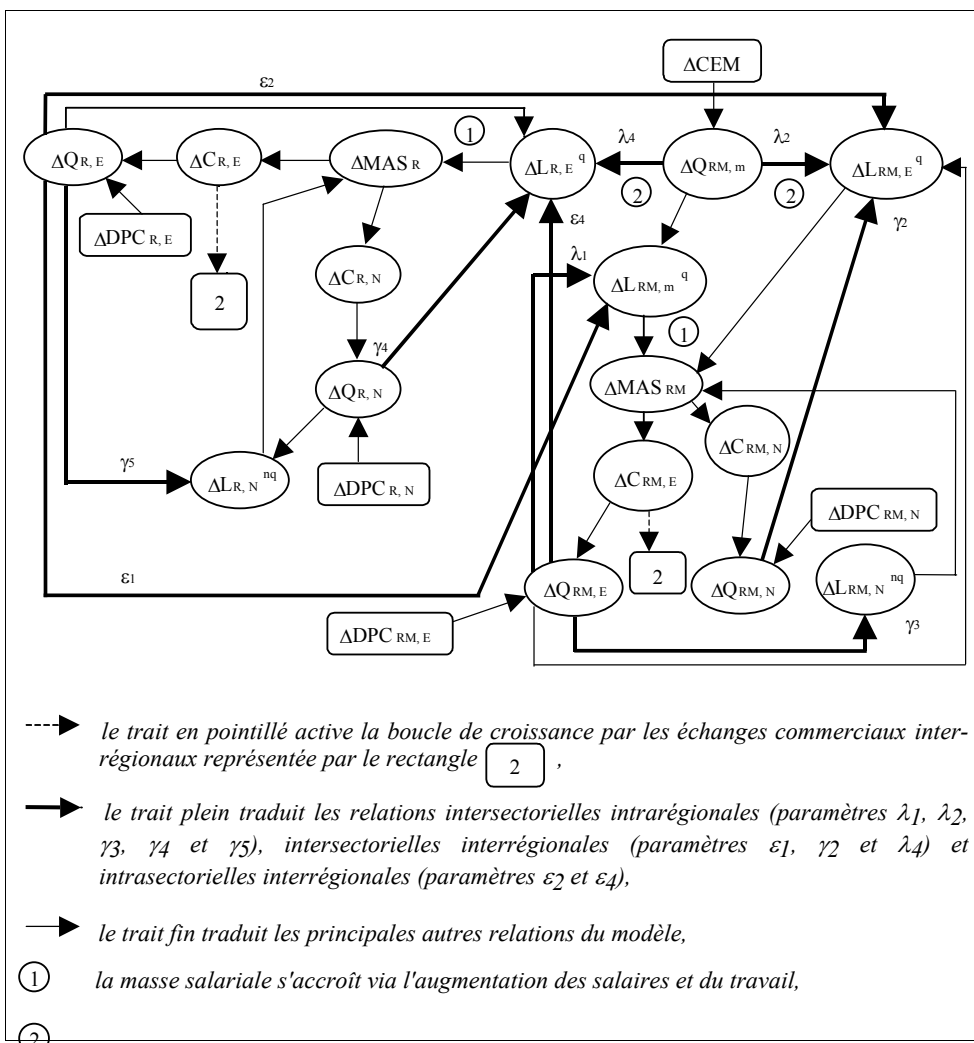 ΔCEM
ε2
1
λ4
λ2
ΔQR, E
ΔCR, E
ΔMAS R
ΔLR, E q
ΔQRM, m
ΔLRM, E q
2
2
ε4
γ2
ΔDPC R, E
λ1
2
ΔCR, N
ΔLRM, m q
1
γ4
ΔQR, N
ΔMAS RM
ΔCRM, N
γ5
ΔLR, N nq
ΔDPC R, N
ΔCRM, E
ΔDPC RM, N
ε1
2
ΔQRM, E
ΔQRM, N
ΔLRM, N nq
ΔDPC RM, E
γ3
le trait en pointillé active la boucle de croissance par les échanges commerciaux inter-
régionaux représentée par le rectangle 2 ,
le trait plein traduit les relations intersectorielles intrarégionales (paramètres λ1, λ2,
γ3, γ4 et γ5), intersectorielles interrégionales (paramètres ε1, γ2 et λ4) et
intrasectorielles interrégionales (paramètres ε2 et ε4),
le trait fin traduit les principales autres relations du modèle,
1 la masse salariale s'accroît via l'augmentation des salaires et du travail,
2